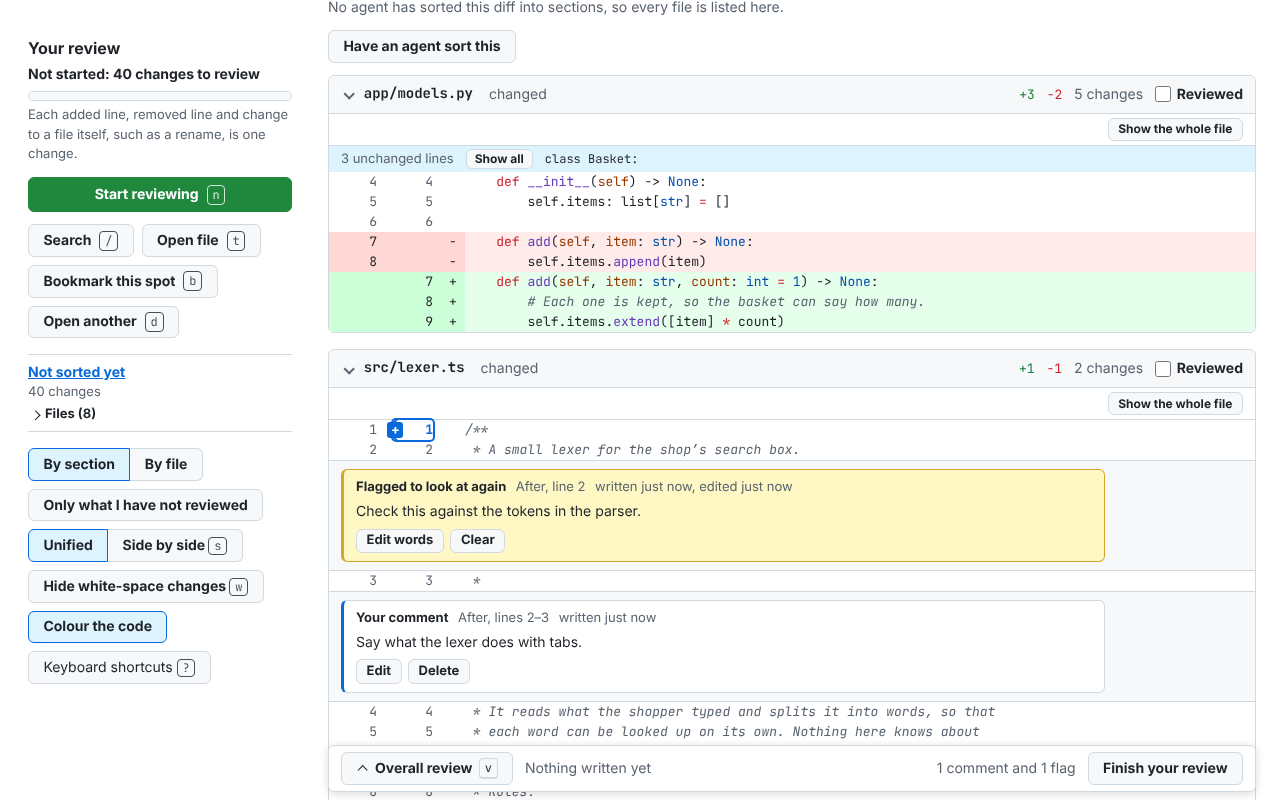 No agent has sorted this diff into sections, so every file is listed here.
Have an agent sort this
Your review
Not started: 40 changes to review
Each added line, removed line and change
to a file itself, such as a rename, is one
change.
Start reviewing n
Search / Open file t
Bookmark this spot b
Open another d
Not sorted yet
40 changes
Files (8)
By section By file
Only what I have not reviewed
Unified Side by side s
Hide white-space changes w
Colour the code
Keyboard shortcuts ?
app/models.py changed +3 -2 5 changes Reviewed
Show the whole file
3 unchanged lines Show all class Basket:
4 4 def __init__(self) -> None:
5 5 self.items: list[str] = []
6 6
7 - def add(self, item: str) -> None:
8 - self.items.append(item)
7 + def add(self, item: str, count: int = 1) -> None:
8 + # Each one is kept, so the basket can say how many.
9 + self.items.extend([item] * count)
src/lexer.ts changed +1 -1 2 changes Reviewed
Show the whole file
1 + 1 /**
2 2 * A small lexer for the shop’s search box.
Flagged to look at again After, line 2 written just now, edited just now
Check this against the tokens in the parser.
Edit words Clear
3 3 *
Your comment After, lines 2–3 written just now
Say what the lexer does with tabs.
Edit Delete
4 4 * It reads what the shopper typed and splits it into words, so that
5 5 * each word can be looked up on its own. Nothing here knows about
Overall review v Nothing written yet 1 comment and 1 flag Finish your review